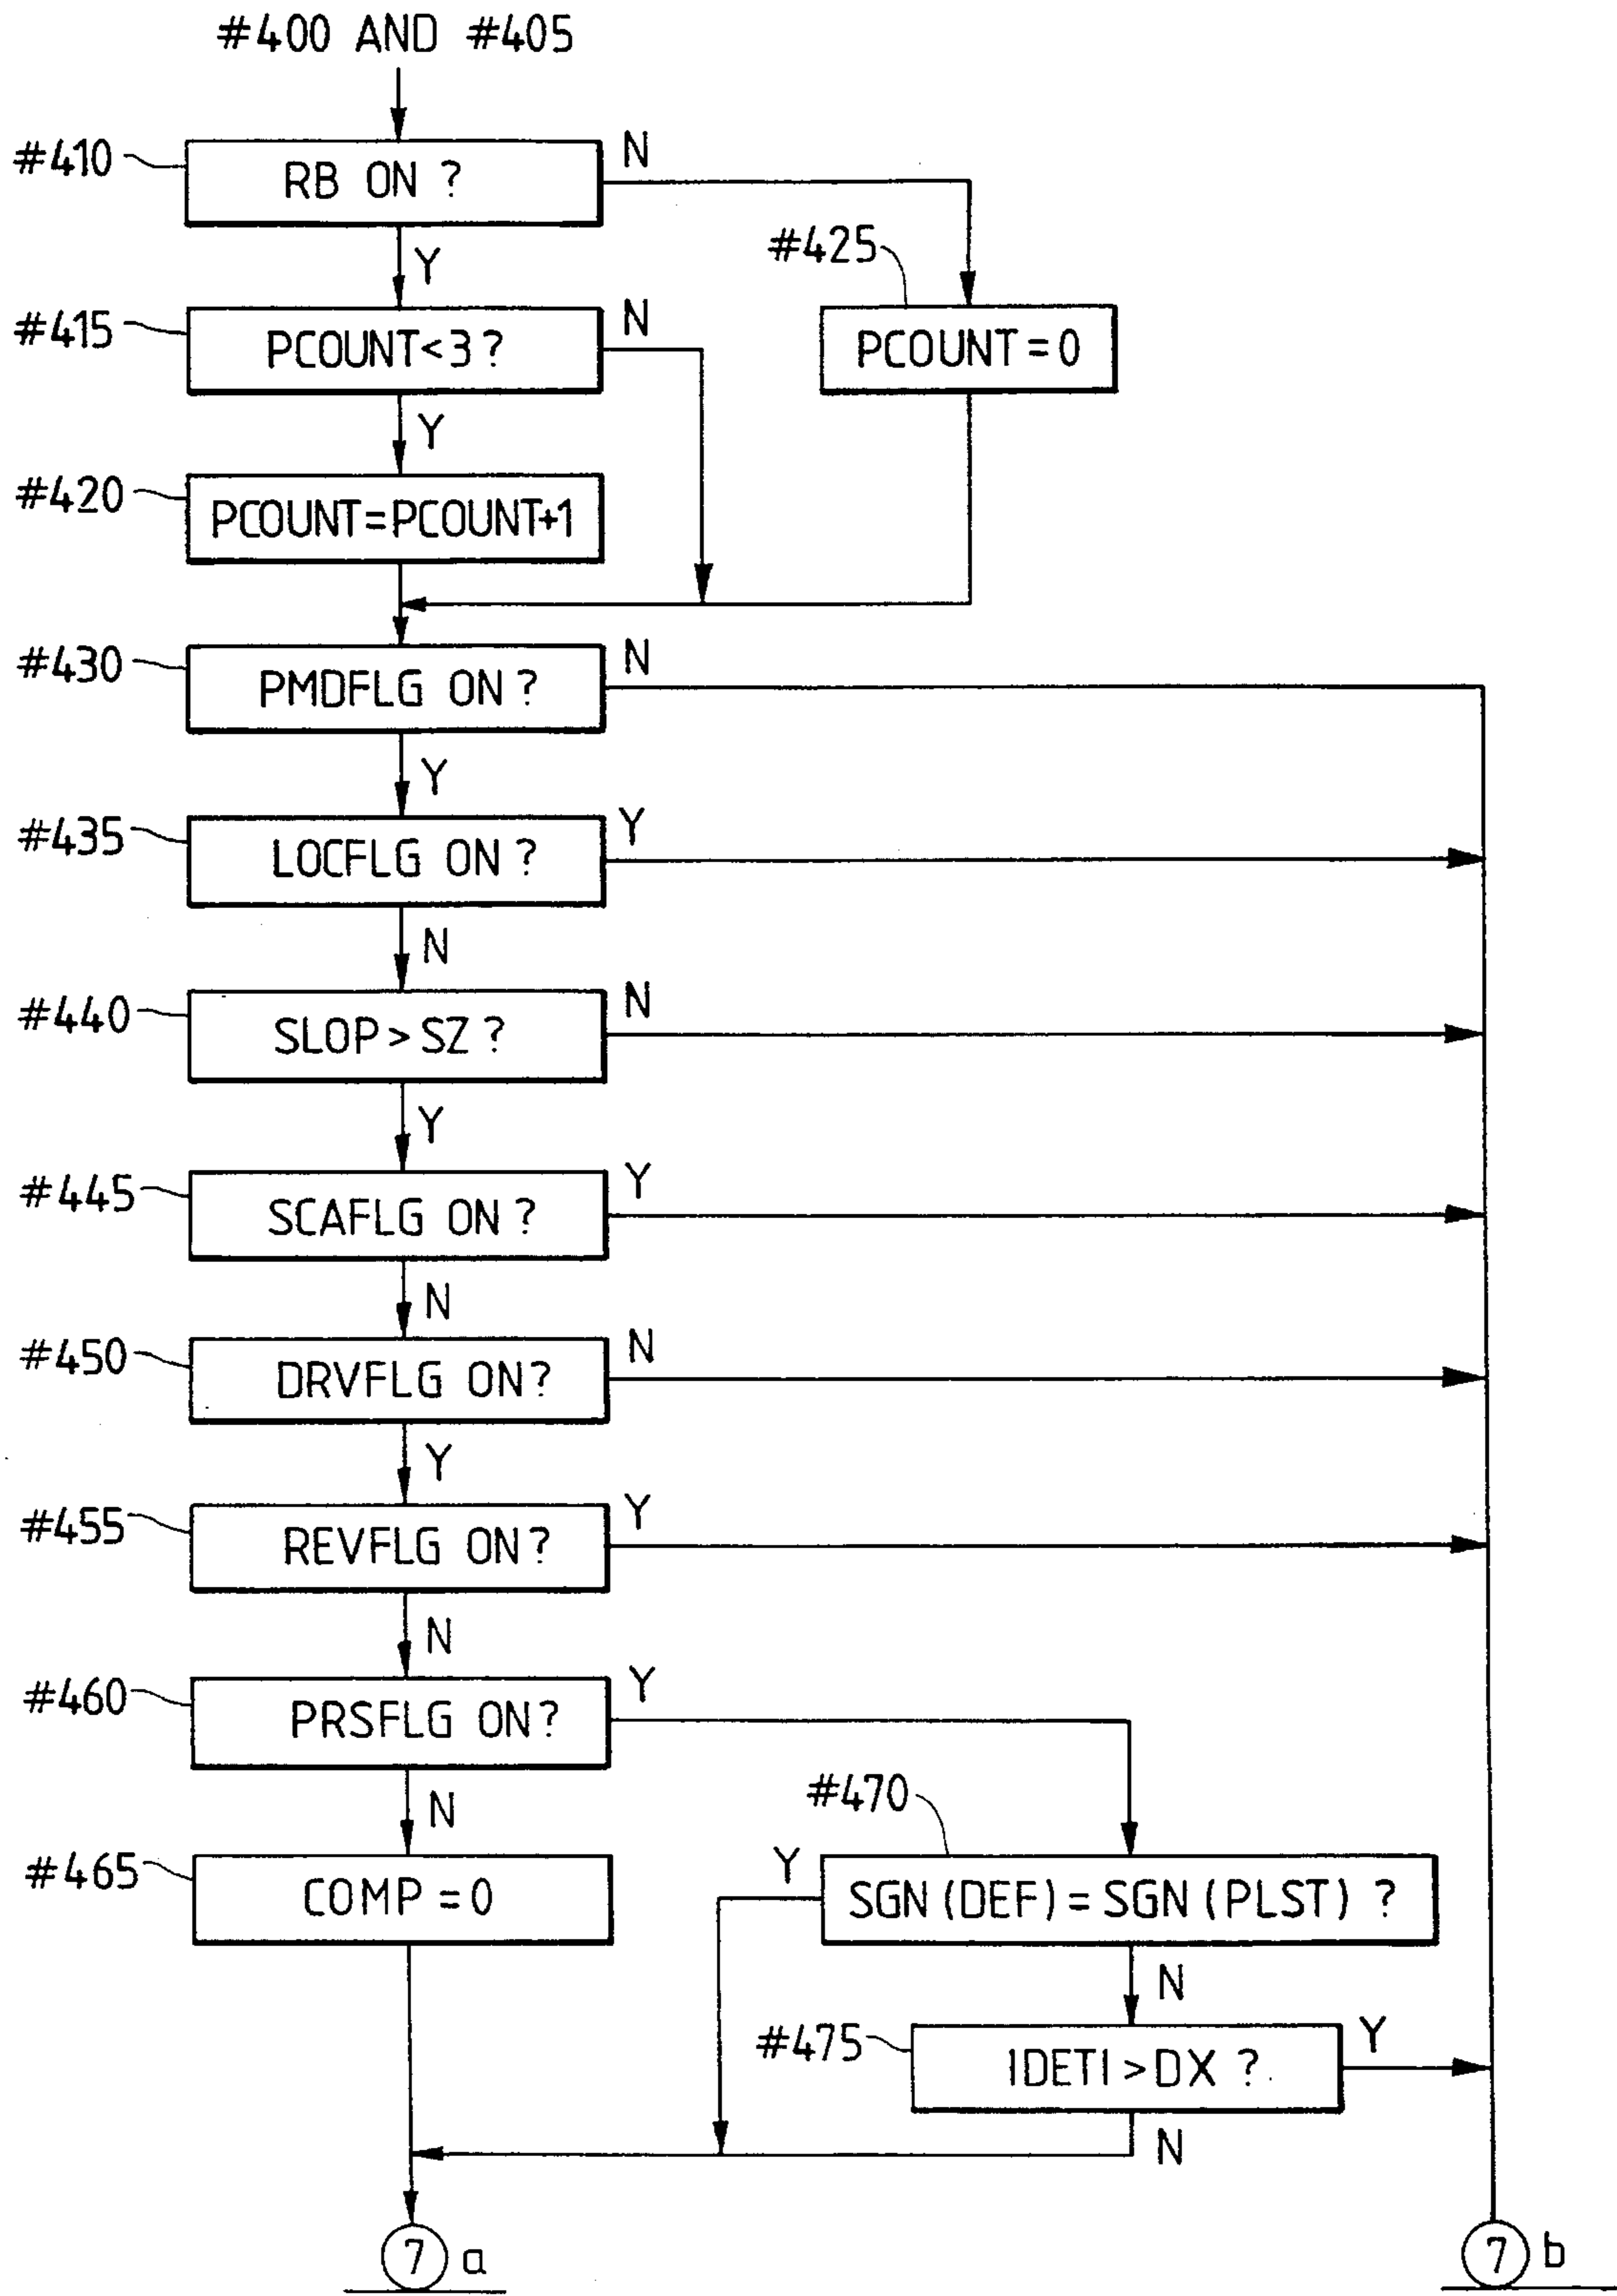 #400 AND #405
#410
RB ON ?
N
Y
#425
#415
PCOUNT<3?
N
PCOUNT=0
Y
#420
PCOUNT=PCOUNT+1
#430
PMDFLG ON?
N
Y
#435
LOCFLG ON?
Y
N
#440
SLOP>SZ?
N
Y
#445
SCAFLG ON?
Y
N
#450
DRVFLG ON?
N
Y
#455
REVFLG ON?
Y
N
#460
PRSFLG ON?
Y
N
#470
#465
COMP=0
Y
SGN(DEF)=SGN(PLST) ?
N
#475
IDETI>DX ?
Y
N
7 a
7 b